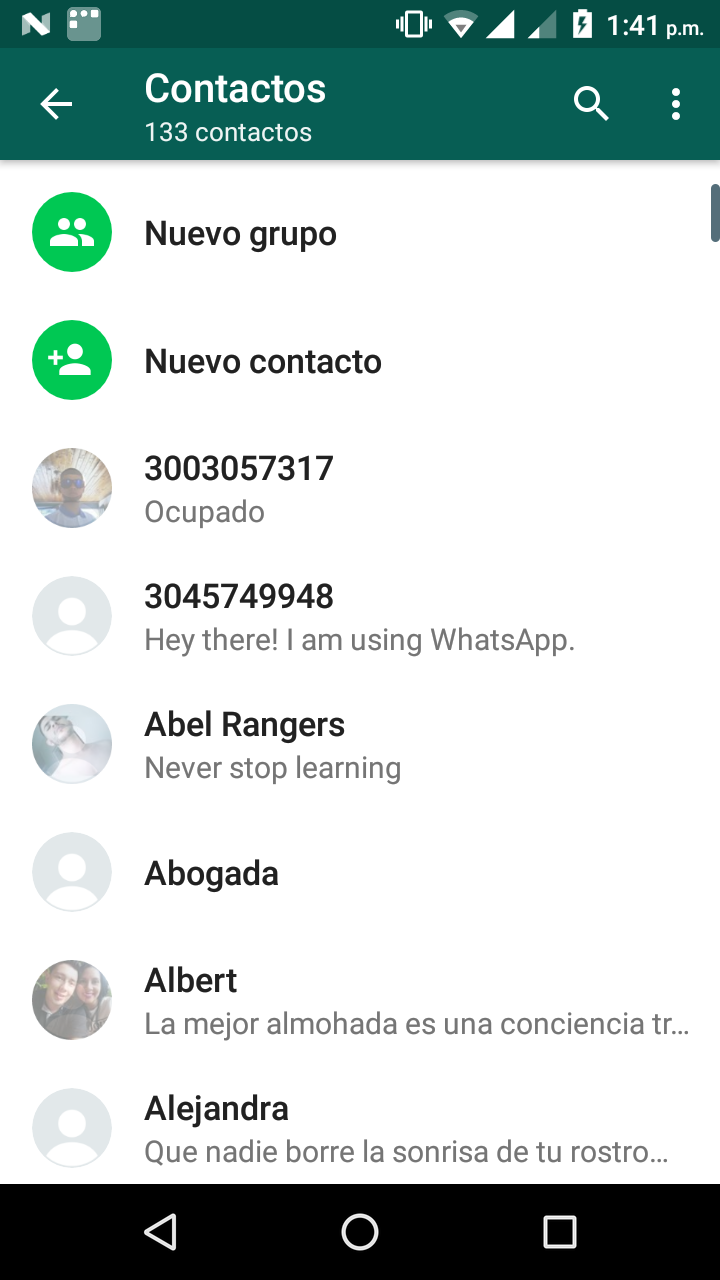 1:41 p.m.
Contactos
133 contactos
Nuevo grupo
Nuevo contacto
3003057317
Ocupado
3045749948
Hey there! I am using WhatsApp.
Abel Rangers
Never stop learning
Abogada
Albert
La mejor almohada es una conciencia tr...
Alejandra
Que nadie borre la sonrisa de tu rostro...